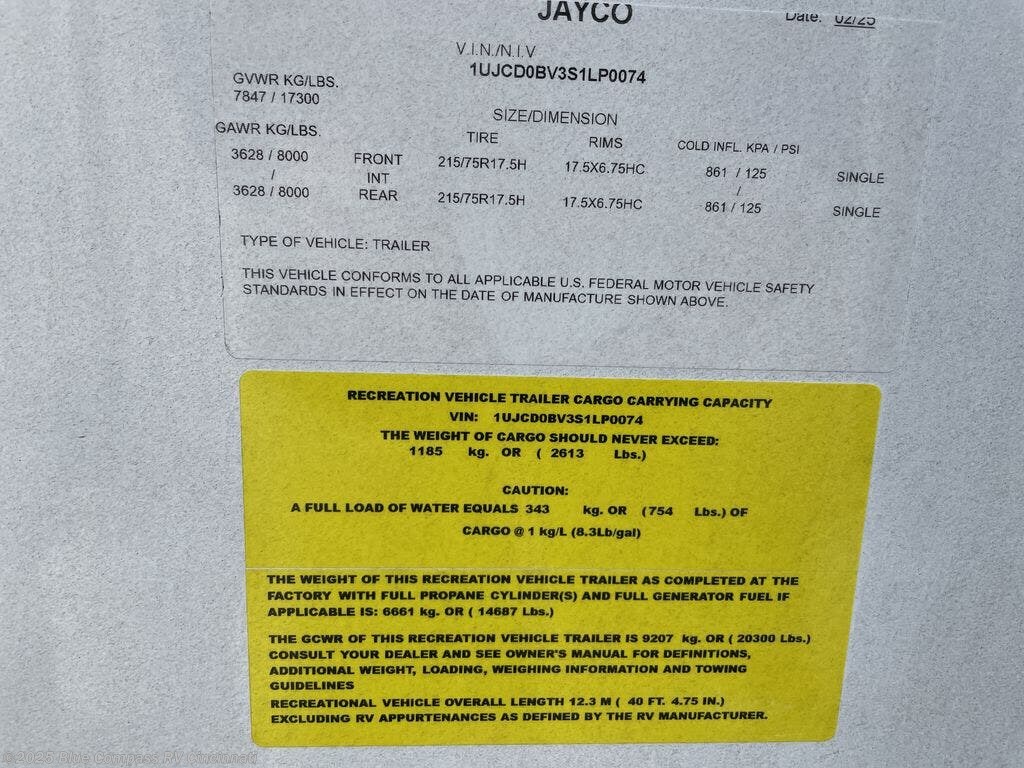 JAYCO
Date: 02/25
V.I.N./N.I.V
1UJCD0BV3S1LP0074
GVWR KG/LBS.
7847 / 17300
SIZE/DIMENSION
GAWR KG/LBS. TIRE RIMS COLD INFL. KPA / PSI
3628 / 8000 FRONT 215/75R17.5H 17.5X6.75HC 861 / 125 SINGLE
/ INT /
3628 / 8000 REAR 215/75R17.5H 17.5X6.75HC 861 / 125 SINGLE
TYPE OF VEHICLE: TRAILER
THIS VEHICLE CONFORMS TO ALL APPLICABLE U.S. FEDERAL MOTOR VEHICLE SAFETY
STANDARDS IN EFFECT ON THE DATE OF MANUFACTURE SHOWN ABOVE.
RECREATION VEHICLE TRAILER CARGO CARRYING CAPACITY
VIN: 1UJCD0BV3S1LP0074
THE WEIGHT OF CARGO SHOULD NEVER EXCEED:
1185 kg. OR ( 2613 Lbs.)
CAUTION:
A FULL LOAD OF WATER EQUALS 343 kg. OR (754 Lbs.) OF
CARGO @ 1 kg/L (8.3Lb/gal)
THE WEIGHT OF THIS RECREATION VEHICLE TRAILER AS COMPLETED AT THE
FACTORY WITH FULL PROPANE CYLINDER(S) AND FULL GENERATOR FUEL IF
APPLICABLE IS: 6661 kg. OR ( 14687 Lbs.)
THE GCWR OF THIS RECREATION VEHICLE TRAILER IS 9207 kg. OR ( 20300 Lbs.)
CONSULT YOUR DEALER AND SEE OWNER'S MANUAL FOR DEFINITIONS,
ADDITIONAL WEIGHT, LOADING, WEIGHING INFORMATION AND TOWING
GUIDELINES
RECREATIONAL VEHICLE OVERALL LENGTH 12.3 M ( 40 FT. 4.75 IN.)
EXCLUDING RV APPURTENANCES AS DEFINED BY THE RV MANUFACTURER.
©2025 Blue Compass RV Cincinnati